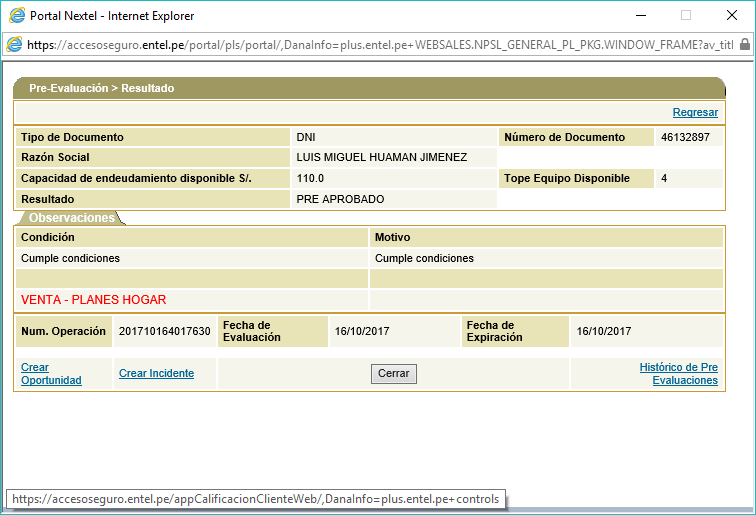 Portal Nextel - Internet Explorer
https://accesoseguro.entel.pe/portal/pls/portal/,DanaInfo=plus.entel.pe+WEBSALES.NPSL_GENERAL_PL_PKG.WINDOW_FRAME?av_titl
Pre-Evaluación > Resultado
Regresar
Tipo de Documento DNI Número de Documento 46132897
Razón Social LUIS MIGUEL HUAMAN JIMENEZ
Capacidad de endeudamiento disponible S/. 110.0 Tope Equipo Disponible 4
Resultado PRE APROBADO
Observaciones
Condición Motivo
Cumple condiciones Cumple condiciones
VENTA - PLANES HOGAR
Num. Operación 201710164017630 Fecha de Evaluación 16/10/2017 Fecha de Expiración 16/10/2017
Crear Oportunidad Crear Incidente Cerrar Histórico de Pre Evaluaciones
https://accesoseguro.entel.pe/appCalificacionClienteWeb/,DanaInfo=plus.entel.pe+controls